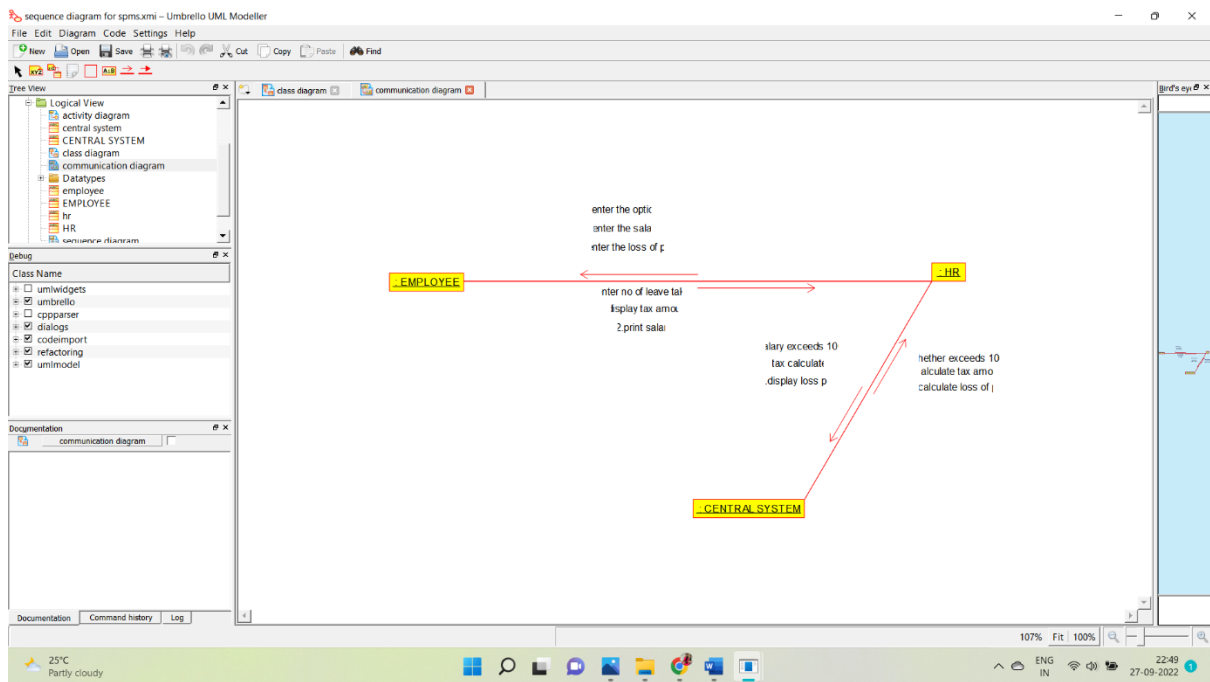 sequence diagram for spms.xmi – Umbrello UML Modeller
File Edit Diagram Code Settings Help
New Open Save Cut Copy Paste Find
Tree View
class diagram communication diagram
Bird's eye
Logical View
activity diagram
central system
CENTRAL SYSTEM
class diagram
communication diagram
Datatypes
employee
EMPLOYEE
hr
HR
sequence diagram
Debug
Class Name
umlwidgets
umbrello
cppparser
dialogs
codeimport
refactoring
umlmodel
Documentation
communication diagram
Documentation Command history Log
enter the optic
enter the sala
enter the loss of p
: EMPLOYEE
: HR
nter no of leave tal
display tax amou
2.print salar
alary exceeds 10
tax calculate
.display loss p
hether exceeds 10
alculate tax amo
calculate loss of p
: CENTRAL SYSTEM
107% Fit 100%
25°C
Partly cloudy
ENG
IN
22:49
27-09-2022
1